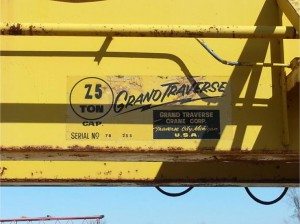 7.5
TON
CAP
GRAND TRAVERSE
GRAND TRAVERSE
CRANE CORP.
Traverse City, Mich.
U.S.A.
SERIAL NO